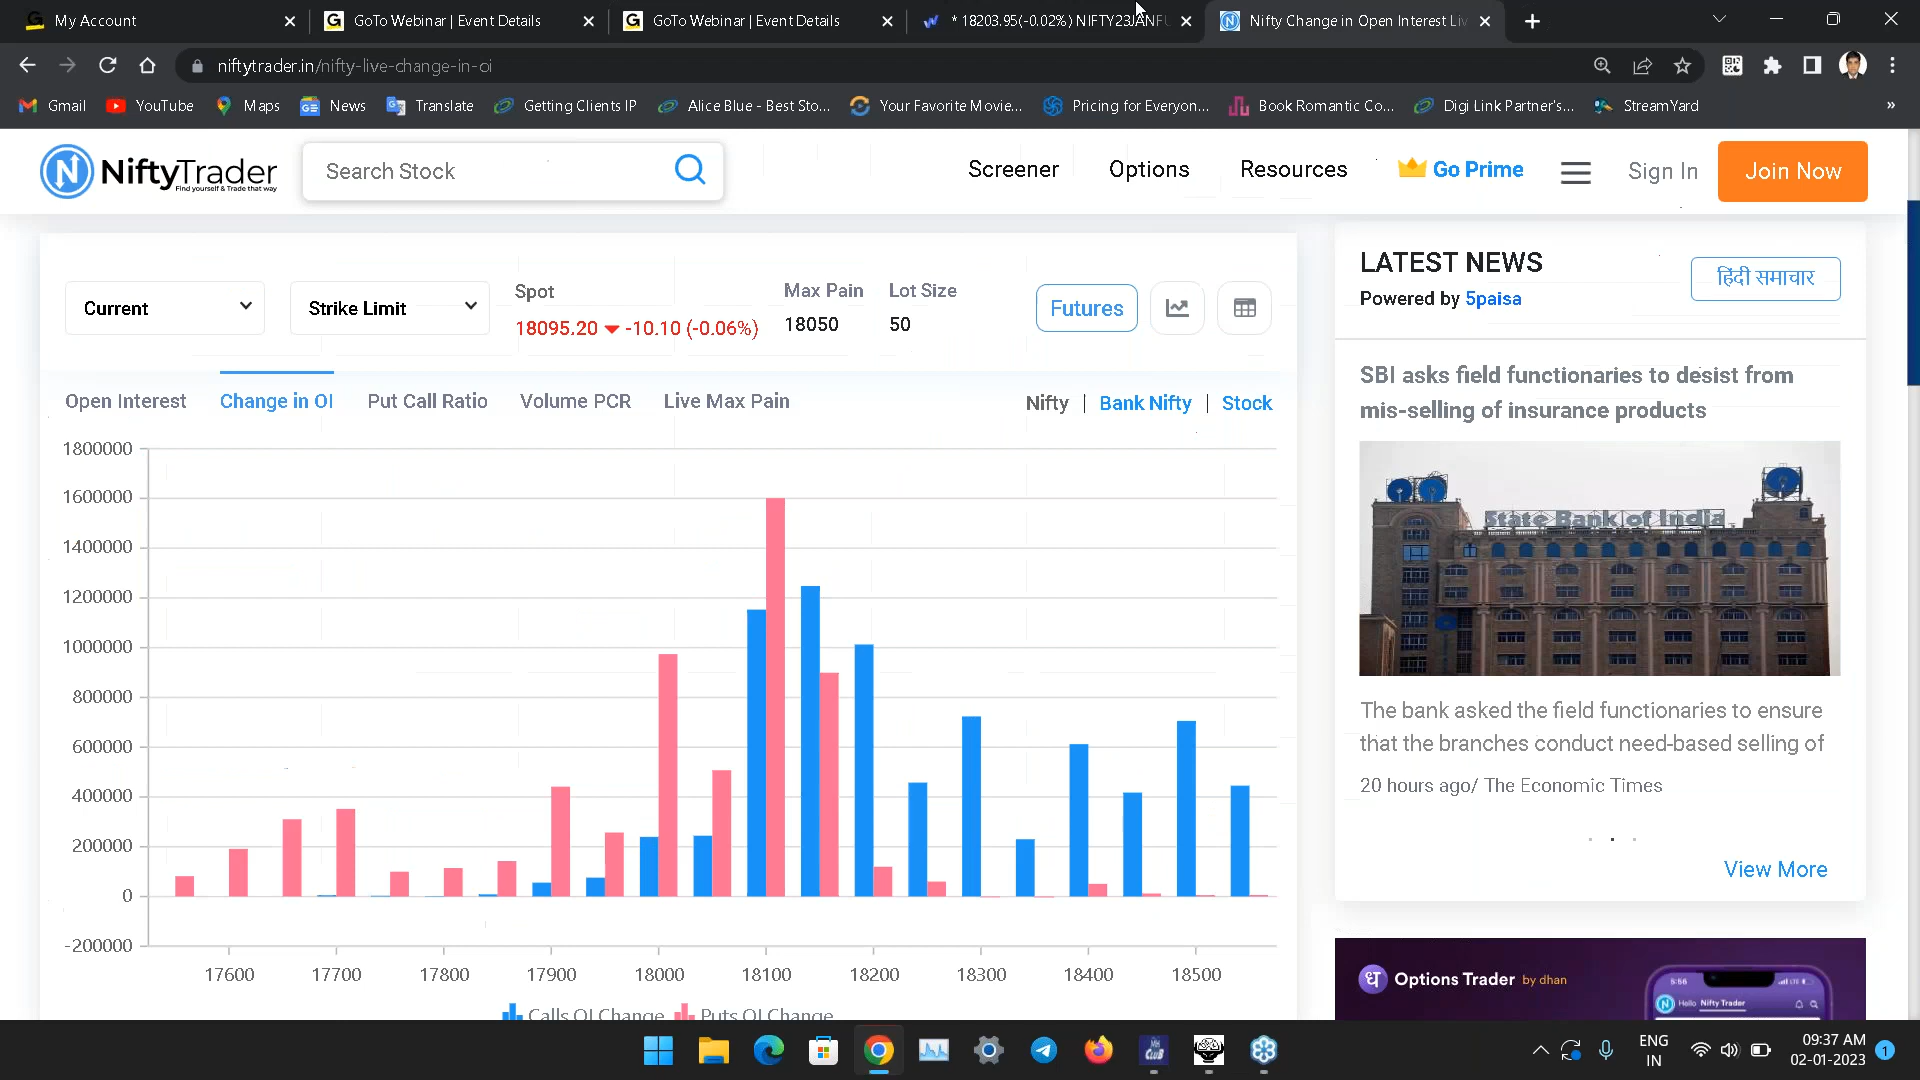 My Account
GoTo Webinar | Event Details
GoTo Webinar | Event Details
* 18203.95(-0.02%) NIFTY23JANFU
Nifty Change in Open Interest Liv
niftytrader.in/nifty-live-change-in-oi
Gmail YouTube Maps News Translate Getting Clients IP Alice Blue - Best Sto... Your Favorite Movie... Pricing for Everyon... Book Romantic Co... Digi Link Partner's... StreamYard »
NiftyTrader
Find yourself & Trade that way
Search Stock
Screener Options Resources Go Prime Sign In Join Now
Current
Strike Limit
Spot
18095.20 -10.10 (-0.06%)
Max Pain
18050
Lot Size
50
Futures
Open Interest Change in OI Put Call Ratio Volume PCR Live Max Pain
Nifty | Bank Nifty | Stock
1800000
1600000
1400000
1200000
1000000
800000
600000
400000
200000
0
-200000
17600 17700 17800 17900 18000 18100 18200 18300 18400 18500
Calls OI Change Puts OI Change
LATEST NEWS
Powered by 5paisa
हिंदी समाचार
SBI asks field functionaries to desist from
mis-selling of insurance products
State Bank of India
The bank asked the field functionaries to ensure
that the branches conduct need-based selling of
20 hours ago/ The Economic Times
View More
Options Trader by dhan
5:56
Hello Nifty Trader
MH
CLUB
ENG
IN
09:37 AM
02-01-2023
1